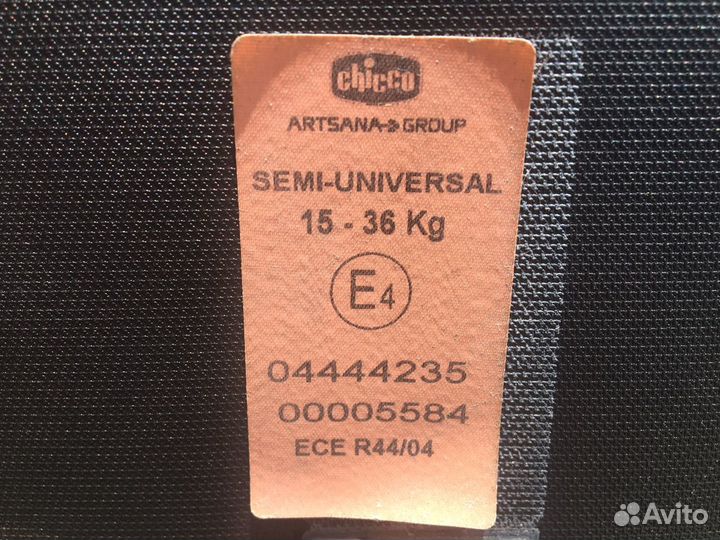 chicco
ARTSANA GROUP
SEMI-UNIVERSAL
15 - 36 Kg
E4
04444235
00005584
ECE R44/04
Avito